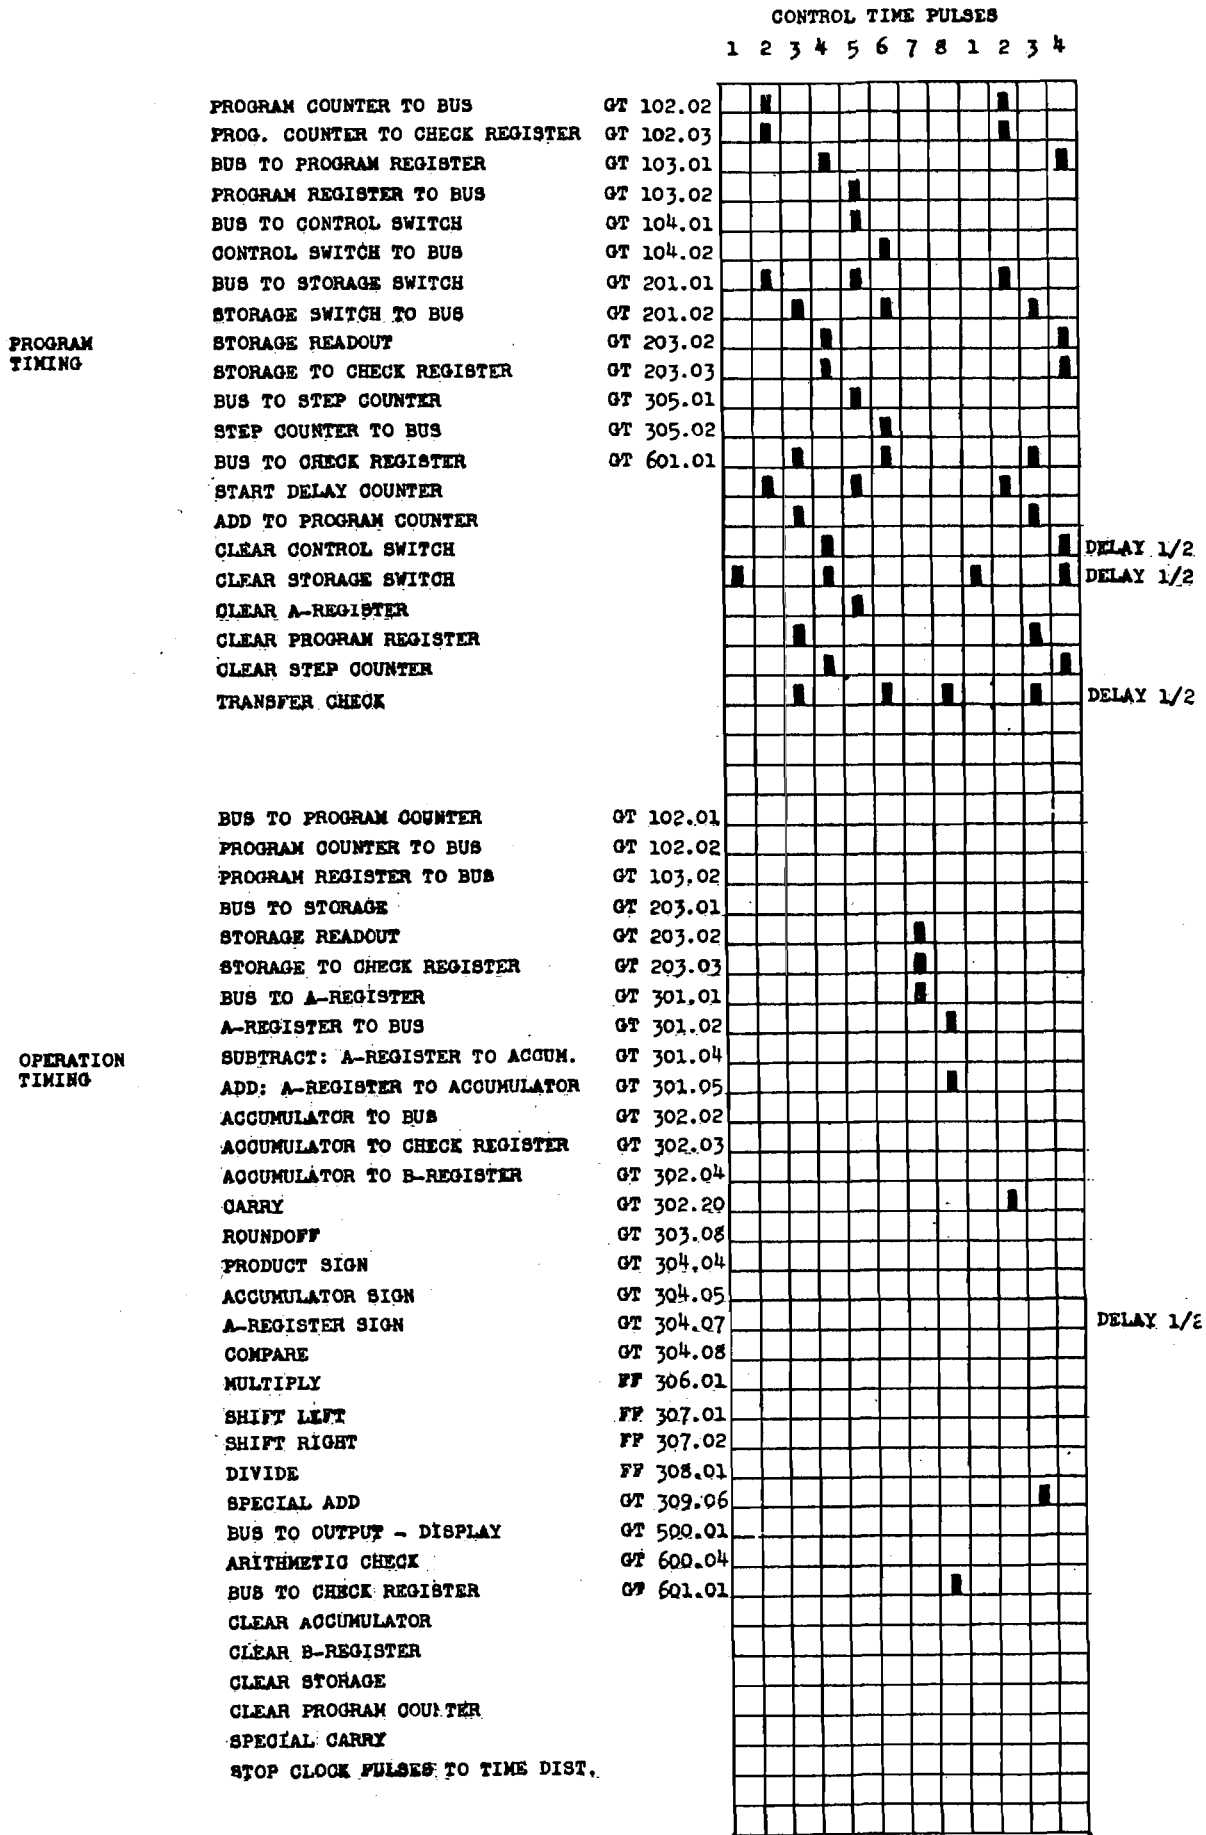 CONTROL TIME PULSES
1 2 3 4 5 6 7 8 1 2 3 4
PROGRAM COUNTER TO BUS GT 102.02
PROG. COUNTER TO CHECK REGISTER GT 102.03
BUS TO PROGRAM REGISTER GT 103.01
PROGRAM REGISTER TO BUS GT 103.02
BUS TO CONTROL SWITCH GT 104.01
CONTROL SWITCH TO BUS GT 104.02
BUS TO STORAGE SWITCH GT 201.01
STORAGE SWITCH TO BUS GT 201.02
PROGRAM TIMING
STORAGE READOUT GT 203.02
STORAGE TO CHECK REGISTER GT 203.03
BUS TO STEP COUNTER GT 305.01
STEP COUNTER TO BUS GT 305.02
BUS TO CHECK REGISTER GT 601.01
START DELAY COUNTER
ADD TO PROGRAM COUNTER
CLEAR CONTROL SWITCH DELAY 1/2
CLEAR STORAGE SWITCH DELAY 1/2
CLEAR A-REGISTER
CLEAR PROGRAM REGISTER
CLEAR STEP COUNTER
TRANSFER CHECK DELAY 1/2
BUS TO PROGRAM COUNTER GT 102.01
PROGRAM COUNTER TO BUS GT 102.02
PROGRAM REGISTER TO BUS GT 103.02
BUS TO STORAGE GT 203.01
STORAGE READOUT GT 203.02
STORAGE TO CHECK REGISTER GT 203.03
BUS TO A-REGISTER GT 301.01
A-REGISTER TO BUS GT 301.02
OPERATION TIMING
SUBTRACT: A-REGISTER TO ACCUM. GT 301.04
ADD: A-REGISTER TO ACCUMULATOR GT 301.05
ACCUMULATOR TO BUS GT 302.02
ACCUMULATOR TO CHECK REGISTER GT 302.03
ACCUMULATOR TO B-REGISTER GT 302.04
CARRY GT 302.20
ROUNDOFF GT 303.08
PRODUCT SIGN GT 304.04
ACCUMULATOR SIGN GT 304.05
A-REGISTER SIGN GT 304.07 DELAY 1/2
COMPARE GT 304.08
MULTIPLY FF 306.01
SHIFT LEFT FF 307.01
SHIFT RIGHT FF 307.02
DIVIDE FF 308.01
SPECIAL ADD GT 309.06
BUS TO OUTPUT - DISPLAY GT 500.01
ARITHMETIC CHECK GT 600.04
BUS TO CHECK REGISTER GT 601.01
CLEAR ACCUMULATOR
CLEAR B-REGISTER
CLEAR STORAGE
CLEAR PROGRAM COUNTER
SPECIAL CARRY
STOP CLOCK PULSES TO TIME DIST.